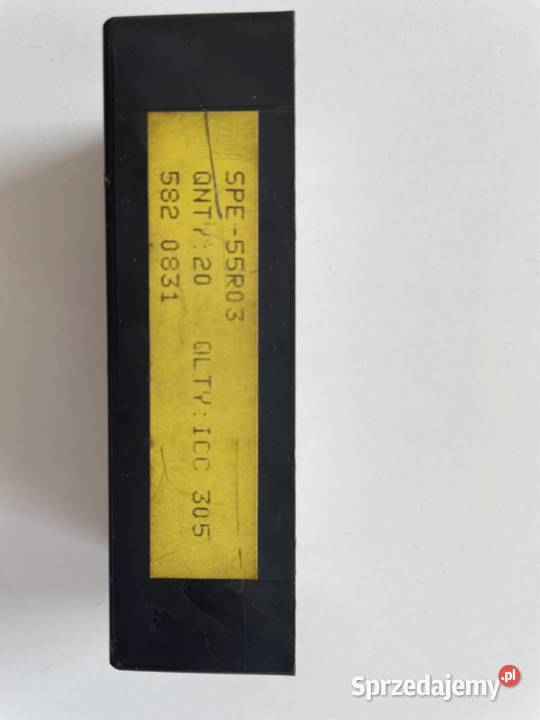 SPE-55R03
QNTY:20 QLTY:ICC 305
582 0831
Sprzedajemy.pl